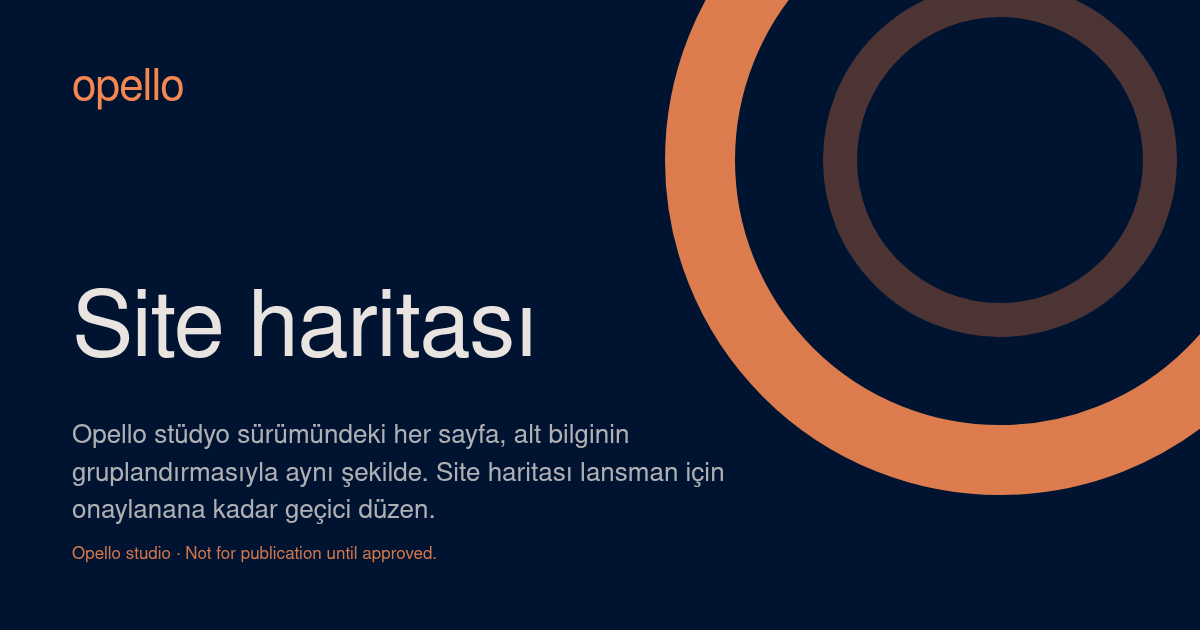 opello
Site haritası
Opello stüdyo sürümündeki her sayfa, alt bilginin
gruplandırmasıyla aynı şekilde. Site haritası lansman için
onaylanana kadar geçici düzen.
Opello studio · Not for publication until approved.